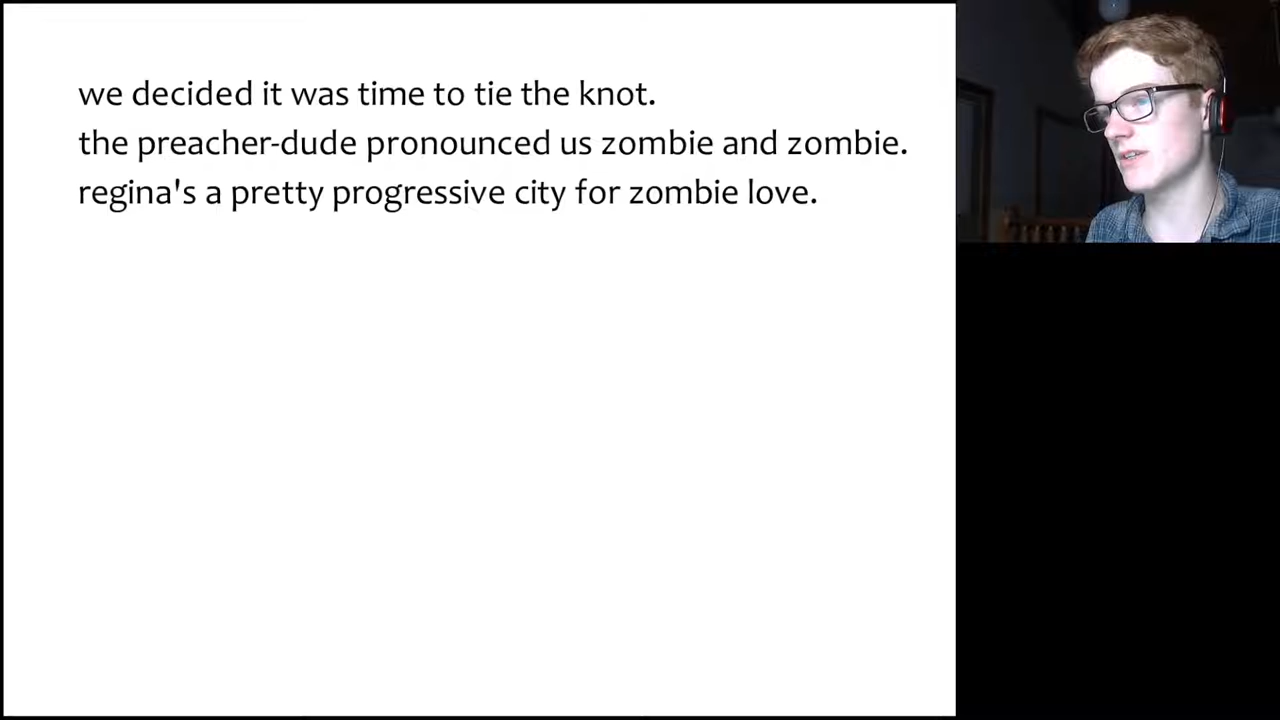 we decided it was time to tie the knot.
the preacher-dude pronounced us zombie and zombie.
regina's a pretty progressive city for zombie love.